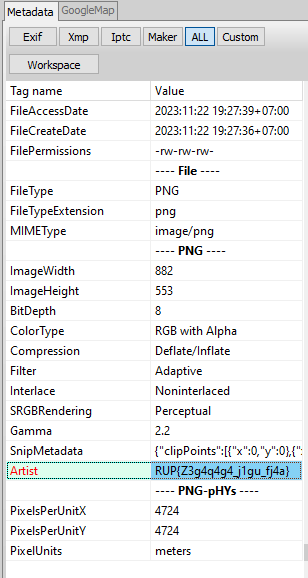 Metadata GoogleMap
Exif Xmp Iptc Maker ALL Custom
Workspace
Tag name Value
FileAccessDate 2023:11:22 19:27:39+07:00
FileCreateDate 2023:11:22 19:27:36+07:00
FilePermissions -rw-rw-rw-
---- File ----
FileType PNG
FileTypeExtension png
MIMEType image/png
---- PNG ----
ImageWidth 882
ImageHeight 553
BitDepth 8
ColorType RGB with Alpha
Compression Deflate/Inflate
Filter Adaptive
Interlace Noninterlaced
SRGBRendering Perceptual
Gamma 2.2
SnipMetadata {"clipPoints":[{"x":0,"y":0},{"
Artist RUP{Z3g4q4g4_j1gu_fj4a}
---- PNG-pHYs ----
PixelsPerUnitX 4724
PixelsPerUnitY 4724
PixelUnits meters